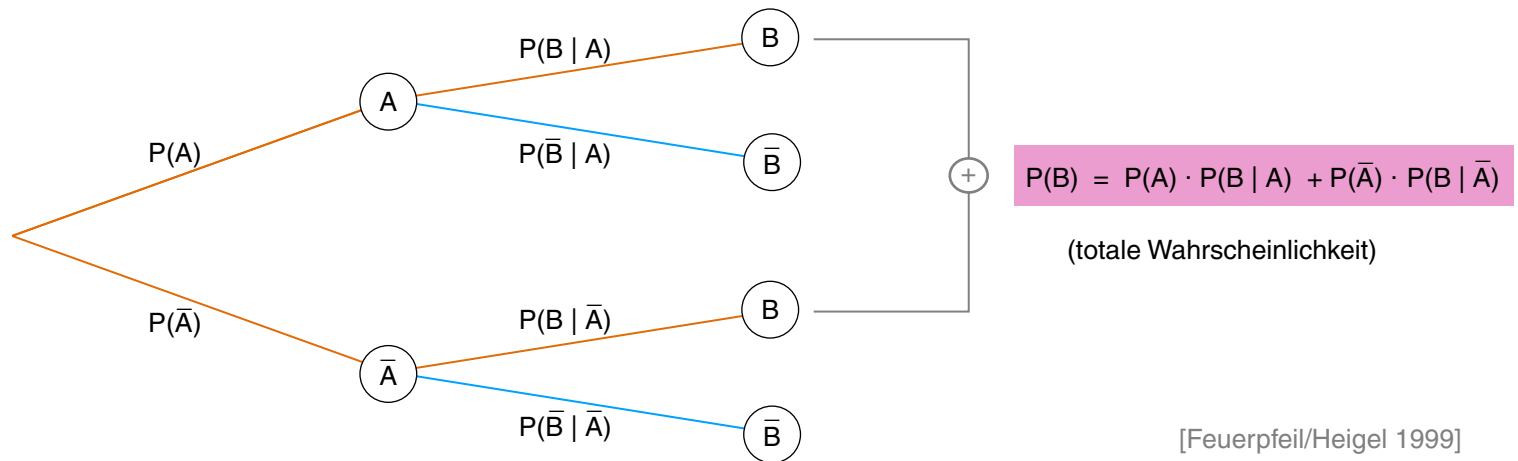 P(B | A)
B
A
P(A)
P(B̅ | A)
B̅
+
P(B) = P(A) · P(B | A) + P(A̅) · P(B | A̅)
(totale Wahrscheinlichkeit)
P(A̅)
P(B | A̅)
B
A̅
P(B̅ | A̅)
B̅
[Feuerpfeil/Heigel 1999]